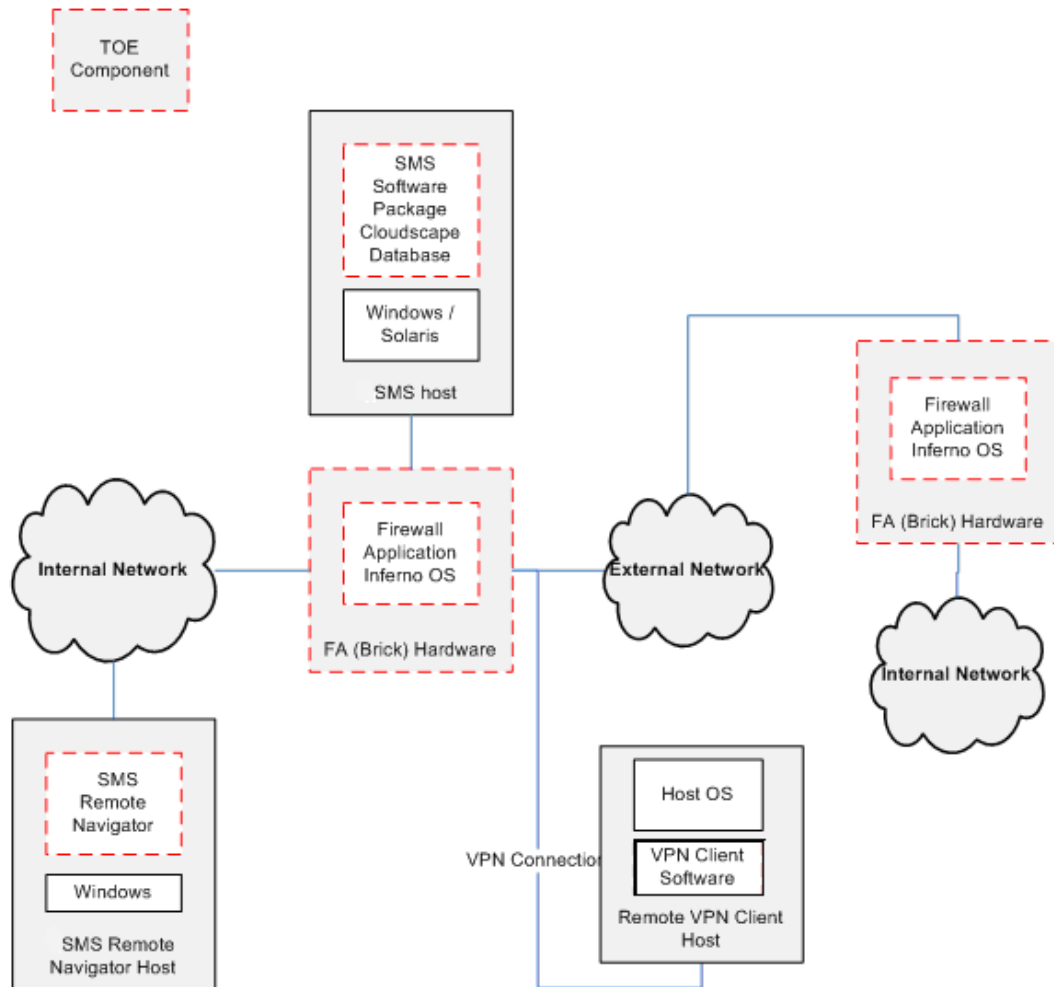 TOE
Component
SMS
Software
Package
Cloudscape
Database
Windows /
Solaris
SMS host
Firewall
Application
Inferno OS
FA (Brick) Hardware
Internal Network
Firewall
Application
Inferno OS
FA (Brick) Hardware
External Network
Internal Network
SMS
Remote
Navigator
Windows
SMS Remote
Navigator Host
VPN Connection
Host OS
VPN Client
Software
Remote VPN Client
Host